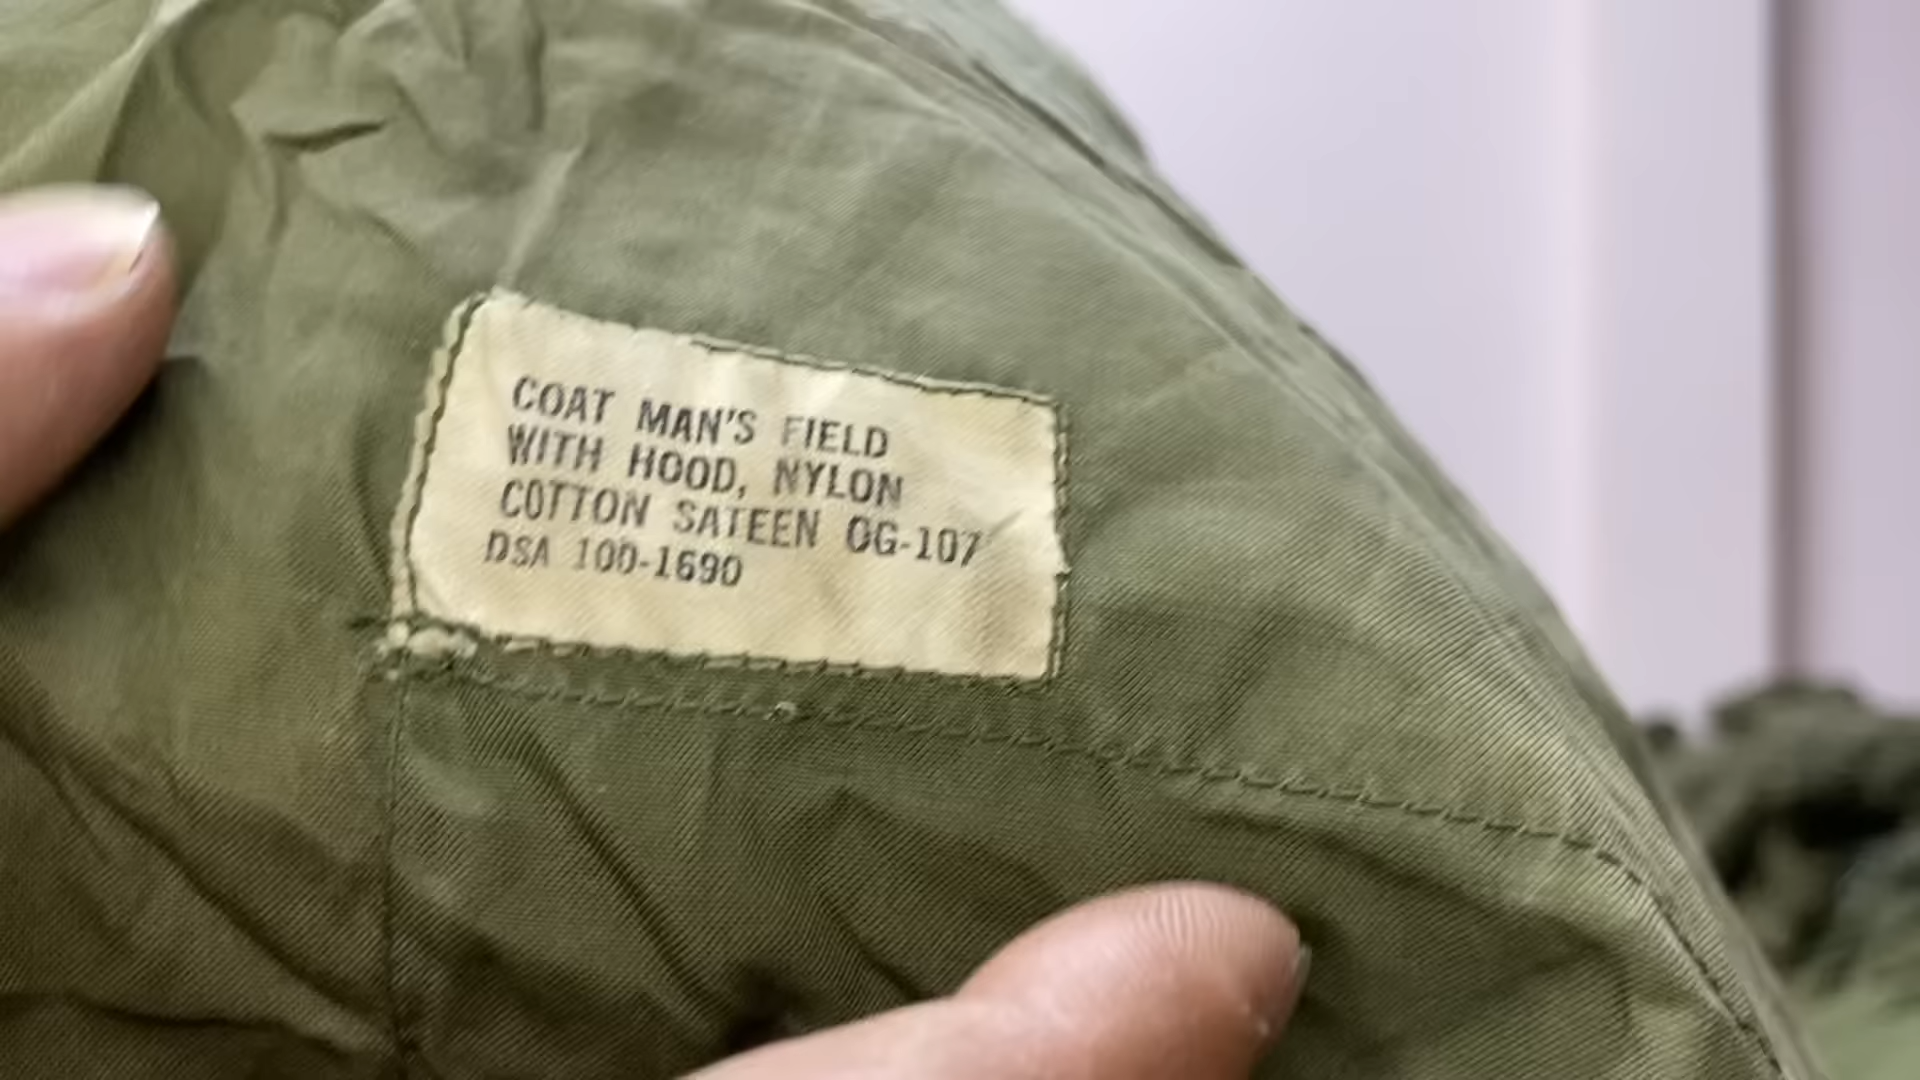 COAT MAN'S FIELD
WITH HOOD, NYLON
COTTON SATEEN OG-107
DSA 100-1690